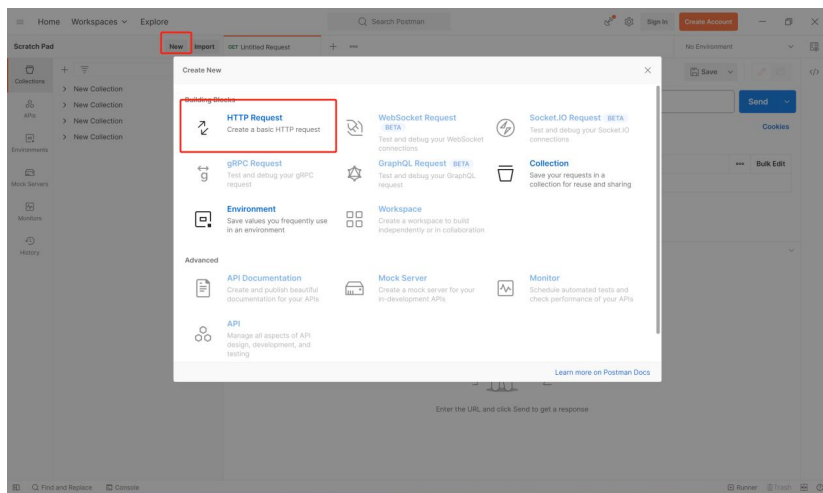 Home Workspaces Explore Search Postman Sign In Create Account
Scratch Pad New Import GET Untitled Request No Environment
Collections
APIs
Environments
Mock Servers
Monitors
History
New Collection
New Collection
New Collection
New Collection
Save
Send
Cookies
Bulk Edit
Create New
Building Blocks
HTTP Request
Create a basic HTTP request
WebSocket Request BETA
Test and debug your WebSocket
connections
Socket.IO Request BETA
Test and debug your Socket.IO
connections
gRPC Request
Test and debug your gRPC
request
GraphQL Request BETA
Test and debug your GraphQL
request
Collection
Save your requests in a
collection for reuse and sharing
Environment
Save values you frequently use
in an environment
Workspace
Create a workspace to build
independently or in collaboration
Advanced
API Documentation
Create and publish beautiful
documentation for your APIs
Mock Server
Create a mock server for your
in-development APIs
Monitor
Schedule automated tests and
check performance of your APIs
API
Manage all aspects of API
design, development, and
testing
Learn more on Postman Docs
Enter the URL and click Send to get a response
Find and Replace Console Runner Trash